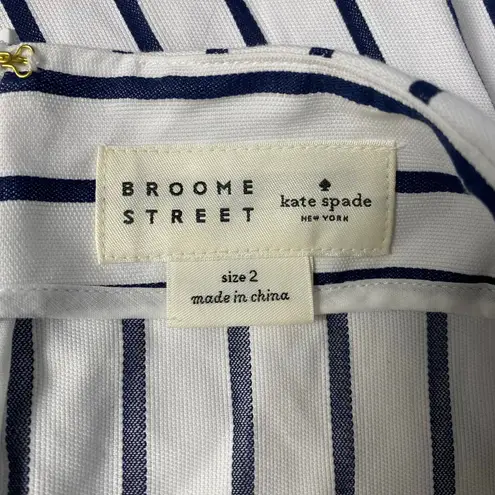 BROOME
STREET
kate spade
NEW YORK
size 2
made in china